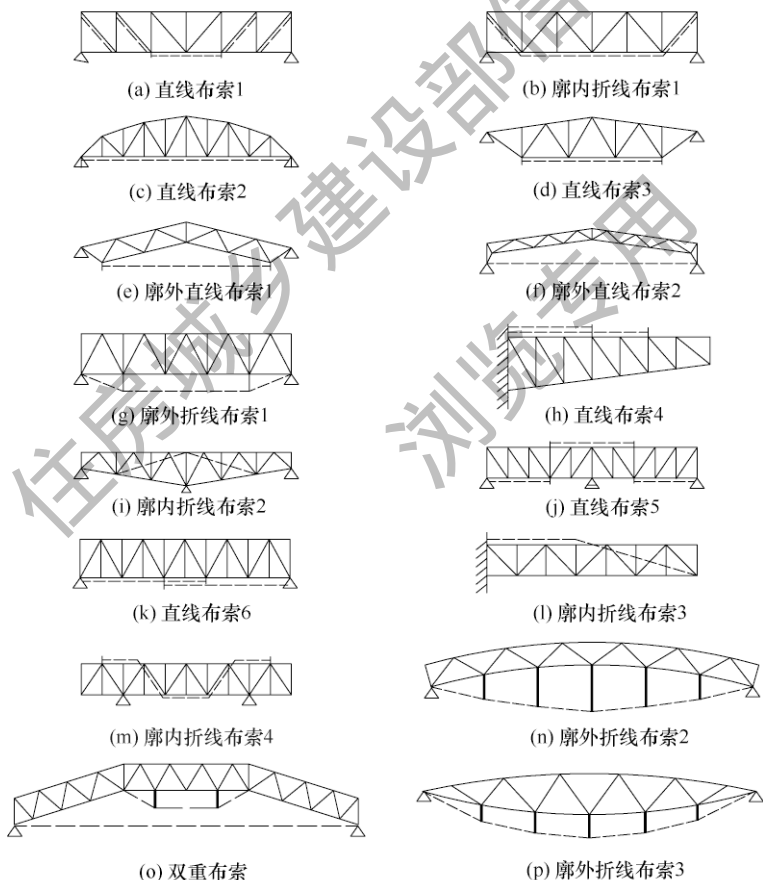 (a) 直线布索1
(b) 廓内折线布索1
(c) 直线布索2
(d) 直线布索3
(e) 廓外直线布索1
(f) 廓外直线布索2
(g) 廓外折线布索1
(h) 直线布索4
(i) 廓内折线布索2
(j) 直线布索5
(k) 直线布索6
(l) 廓内折线布索3
(m) 廓内折线布索4
(n) 廓外折线布索2
(o) 双重布索
(p) 廓外折线布索3
住房城乡建设部信
浏览专用